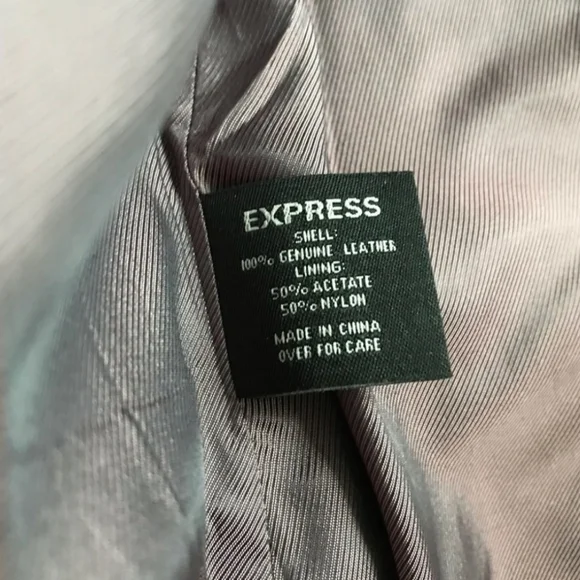 EXPRESS
SHELL:
100% GENUINE LEATHER
LINING:
50% ACETATE
50% NYLON
MADE IN CHINA
OVER FOR CARE